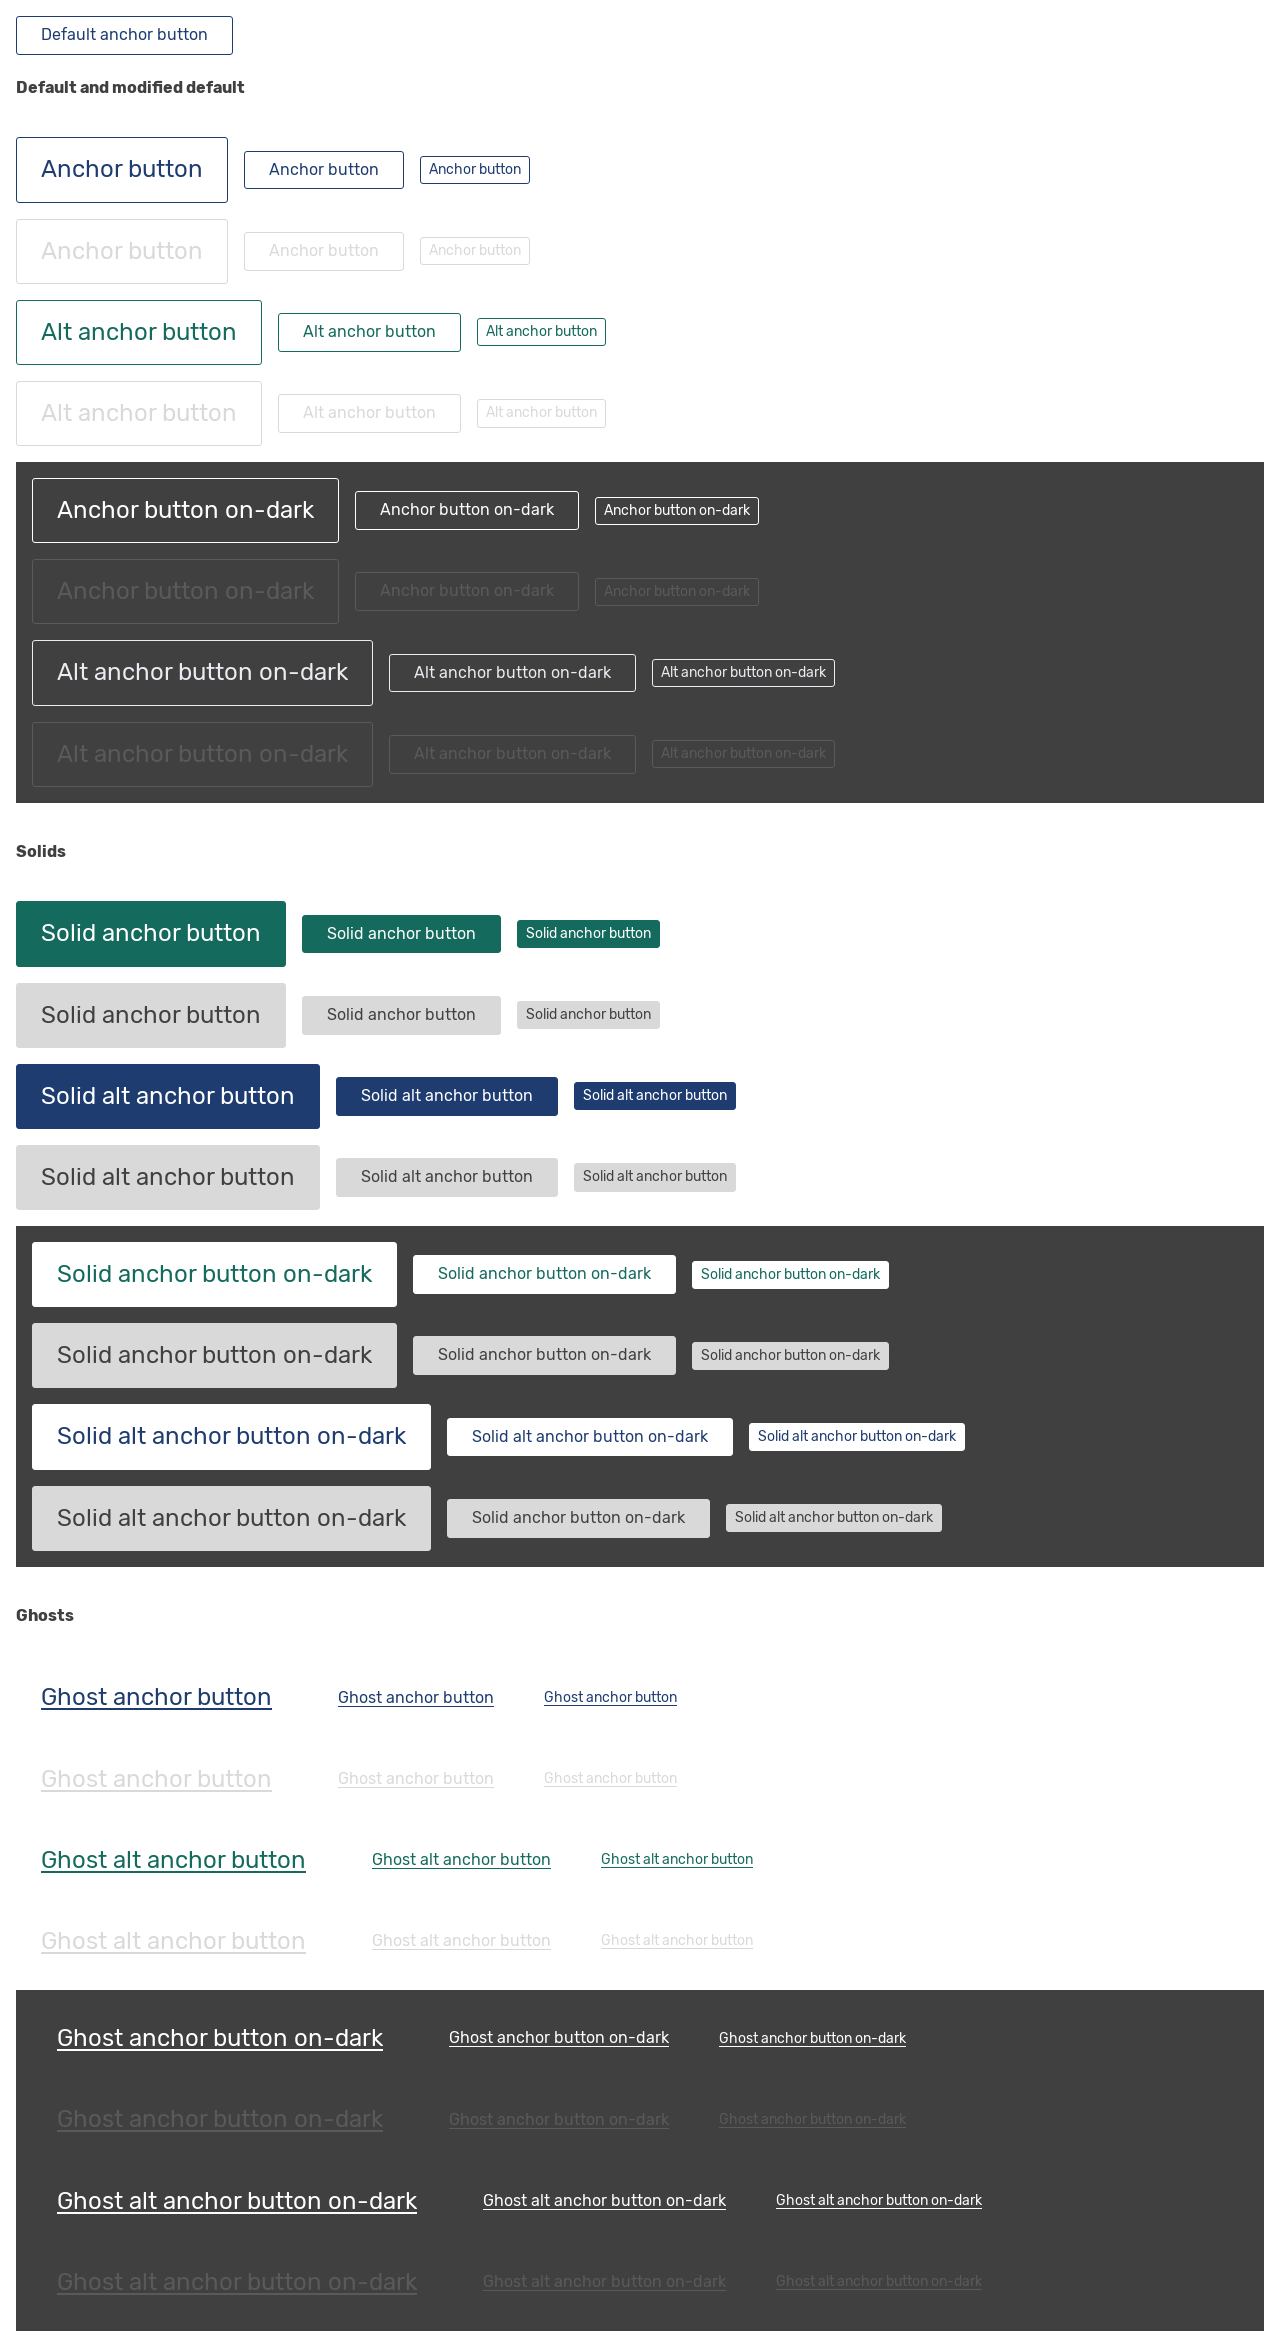 Default anchor button
Default and modified default
Anchor button Anchor button Anchor button
Anchor button Anchor button Anchor button
Alt anchor button Alt anchor button Alt anchor button
Alt anchor button Alt anchor button Alt anchor button
Anchor button on-dark Anchor button on-dark Anchor button on-dark
Anchor button on-dark Anchor button on-dark Anchor button on-dark
Alt anchor button on-dark Alt anchor button on-dark Alt anchor button on-dark
Alt anchor button on-dark Alt anchor button on-dark Alt anchor button on-dark
Solids
Solid anchor button Solid anchor button Solid anchor button
Solid anchor button Solid anchor button Solid anchor button
Solid alt anchor button Solid alt anchor button Solid alt anchor button
Solid alt anchor button Solid alt anchor button Solid alt anchor button
Solid anchor button on-dark Solid anchor button on-dark Solid anchor button on-dark
Solid anchor button on-dark Solid anchor button on-dark Solid anchor button on-dark
Solid alt anchor button on-dark Solid alt anchor button on-dark Solid alt anchor button on-dark
Solid alt anchor button on-dark Solid anchor button on-dark Solid alt anchor button on-dark
Ghosts
Ghost anchor button Ghost anchor button Ghost anchor button
Ghost anchor button Ghost anchor button Ghost anchor button
Ghost alt anchor button Ghost alt anchor button Ghost alt anchor button
Ghost alt anchor button Ghost alt anchor button Ghost alt anchor button
Ghost anchor button on-dark Ghost anchor button on-dark Ghost anchor button on-dark
Ghost anchor button on-dark Ghost anchor button on-dark Ghost anchor button on-dark
Ghost alt anchor button on-dark Ghost alt anchor button on-dark Ghost alt anchor button on-dark
Ghost alt anchor button on-dark Ghost alt anchor button on-dark Ghost alt anchor button on-dark